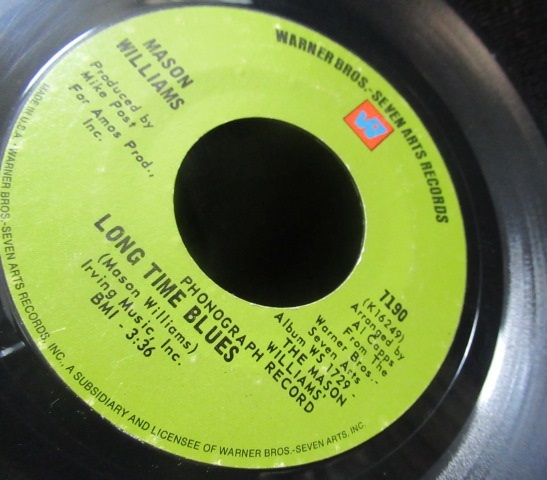 WARNER BROS.-SEVEN ARTS RECORDS
W7
MASON
WILLIAMS
Produced by
Mike Post
For Amos Prod.,
Inc.
7190
(K16249)
Arranged by
Al Capps
From The
Warner Bros.-
Seven Arts
Album WS 1729 -
THE MASON
WILLIAMS'
PHONOGRAPH RECORD
LONG TIME BLUES
(Mason Williams)
Irving Music, Inc.
BMI - 3:36
MADE IN U.S.A. · WARNER BROS.-SEVEN ARTS RECORDS, INC., A SUBSIDIARY AND LICENSEE OF WARNER BROS.-SEVEN ARTS, INC.